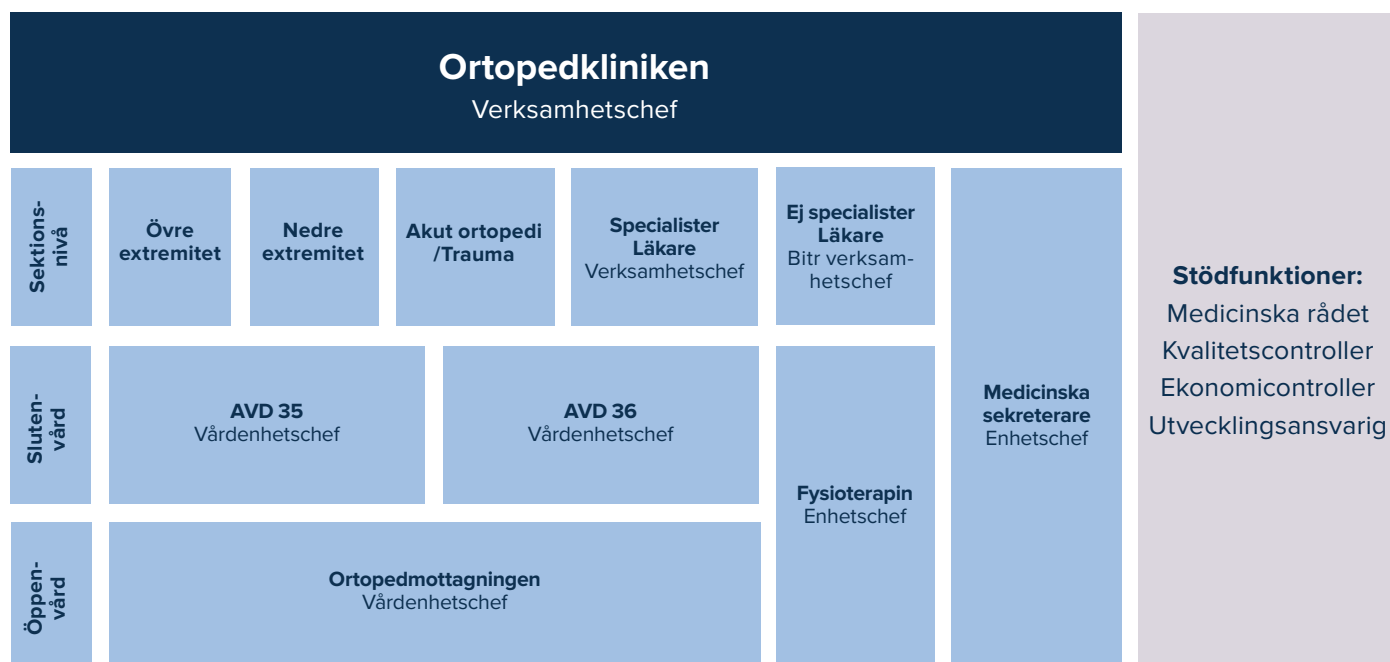 Ortopedkliniken
Verksamhetschef
Sektions-
nivå
Övre
extremitet
Nedre
extremitet
Akut ortopedi
/Trauma
Specialister
Läkare
Verksamhetschef
Ej specialister
Läkare
Bitr verksam-
hetschef
Medicinska
sekreterare
Enhetschef
Sluten-
vård
AVD 35
Vårdenhetschef
AVD 36
Vårdenhetschef
Fysioterapin
Enhetschef
Öppen-
vård
Ortopedmottagningen
Vårdenhetschef
Stödfunktioner:
Medicinska rådet
Kvalitetscontroller
Ekonomicontroller
Utvecklingsansvarig